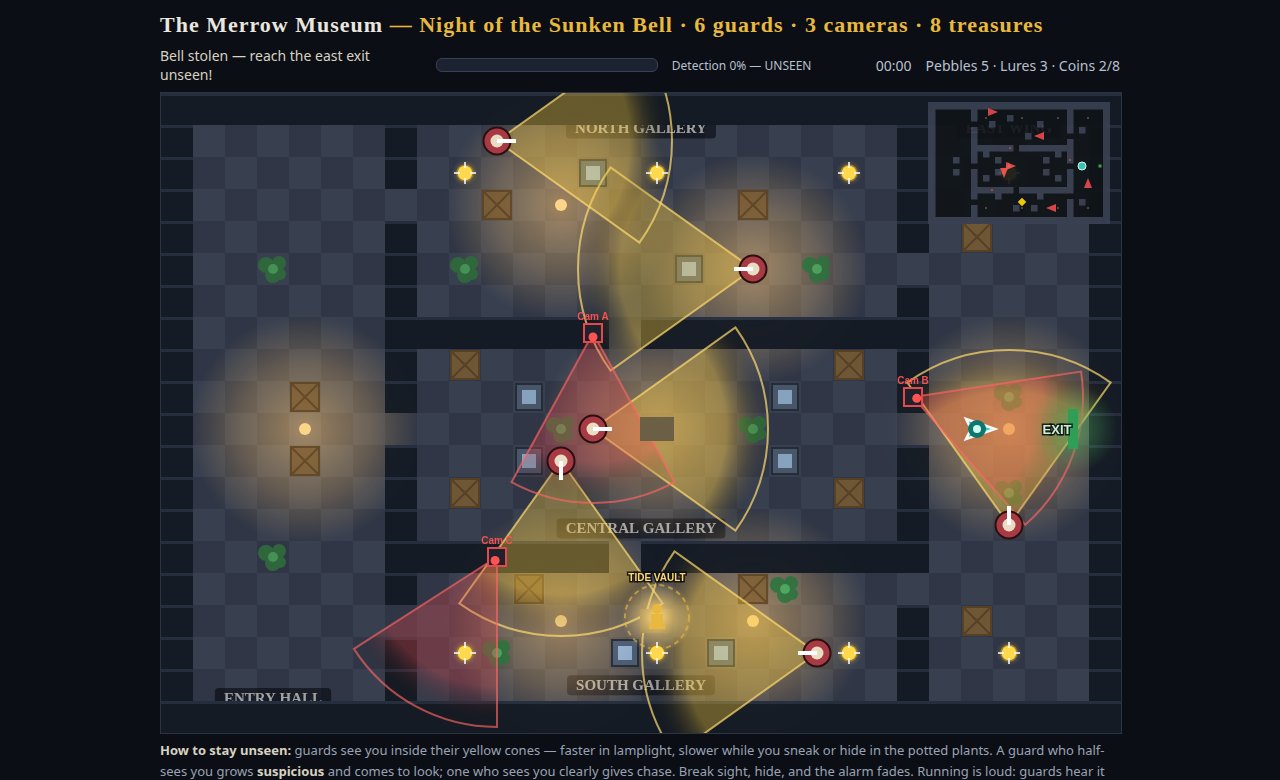 The Merrow Museum — Night of the Sunken Bell · 6 guards · 3 cameras · 8 treasures
Bell stolen — reach the east exit
unseen!
Detection 0% — UNSEEN
00:00
Pebbles 5 · Lures 3 · Coins 2/8
NORTH GALLERY
EAST WING
Cam A
Cam B
EXIT
CENTRAL GALLERY
Cam C
TIDE VAULT
SOUTH GALLERY
ENTRY HALL
How to stay unseen: guards see you inside their yellow cones — faster in lamplight, slower while you sneak or hide in the potted plants. A guard who half-
sees you grows suspicious and comes to look; one who sees you clearly gives chase. Break sight, hide, and the alarm fades. Running is loud: guards hear it